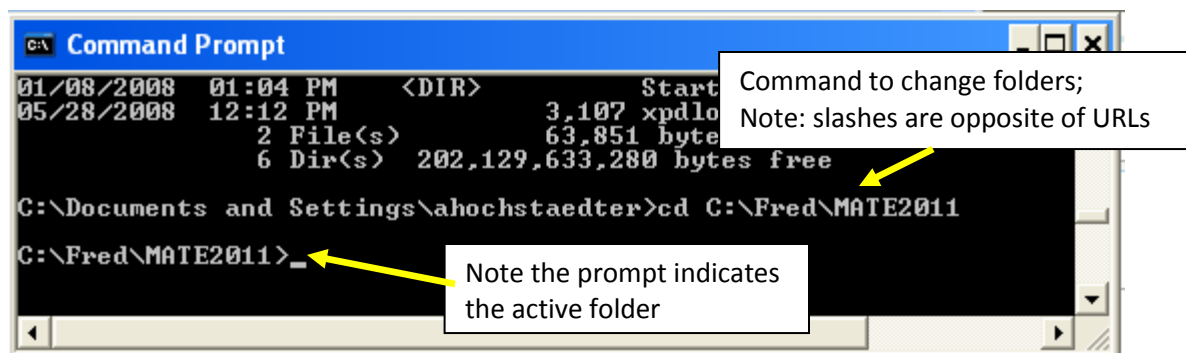 Command Prompt
01/08/2008 01:04 PM <DIR> Start
Command to change folders;
Note: slashes are opposite of URLs
05/28/2008 12:12 PM 3,107
2 File(s) 63,851
6 Dir(s) 202,129,633,280 bytes free
C:\Documents and Settings\ahochstaedter>cd C:\Fred\MATE2011
C:\Fred\MATE2011>_
Note the prompt indicates
the active folder